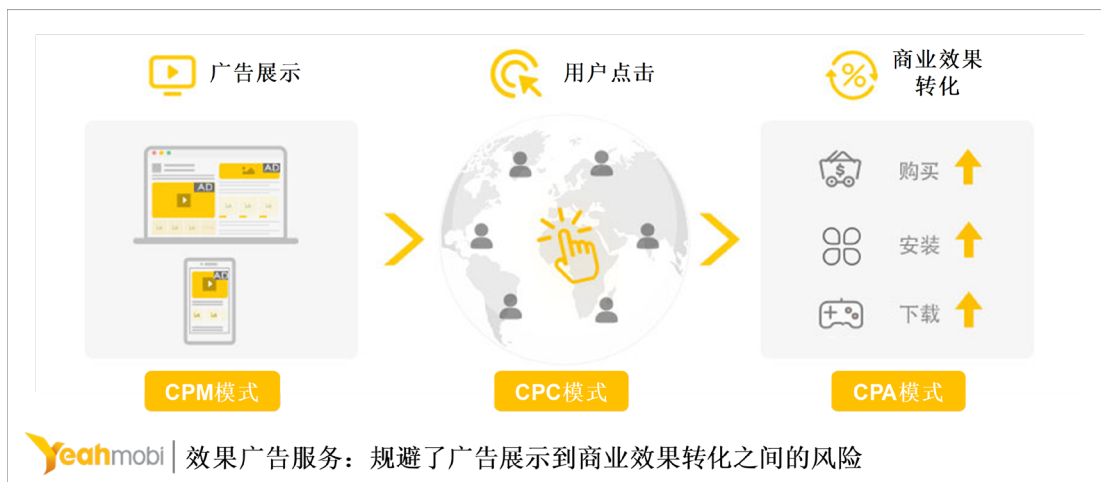 广告展示
用户点击
商业效果
转化
AD
AD
AD
$
购买
安装
下载
CPM模式
CPC模式
CPA模式
Yeahmobi 效果广告服务：规避了广告展示到商业效果转化之间的风险